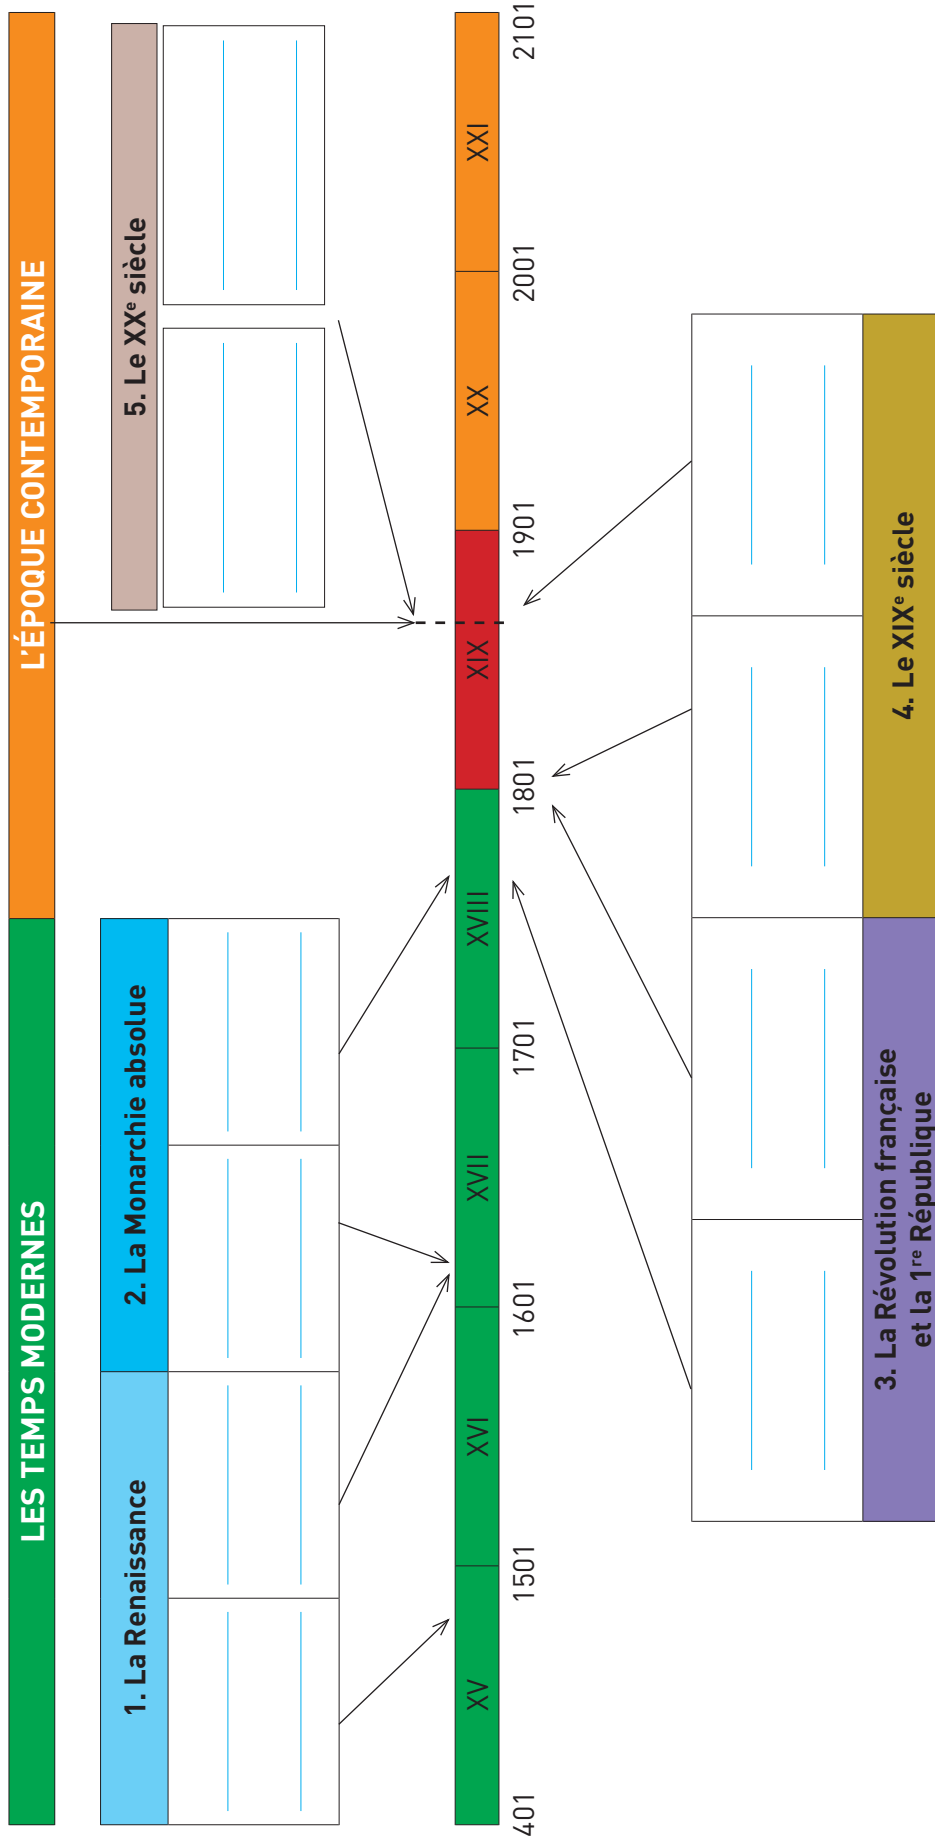 LES TEMPS MODERNES
L'ÉPOQUE CONTEMPORAINE
1. La Renaissance
2. La Monarchie absolue
5. Le XXe siècle
XV
XVI
XVII
XVIII
XIX
XX
XXI
401
1501
1601
1701
1801
1901
2001
2101
3. La Révolution française
et la 1re République
4. Le XIXe siècle